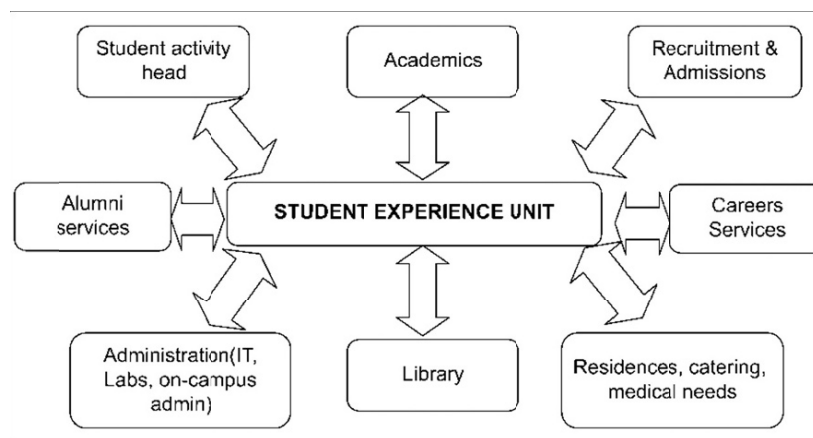 Student activity
head
Academics
Recruitment &
Admissions
Alumni
services
STUDENT EXPERIENCE UNIT
Careers
Services
Administration(IT,
Labs, on-campus
admin)
Library
Residences, catering,
medical needs